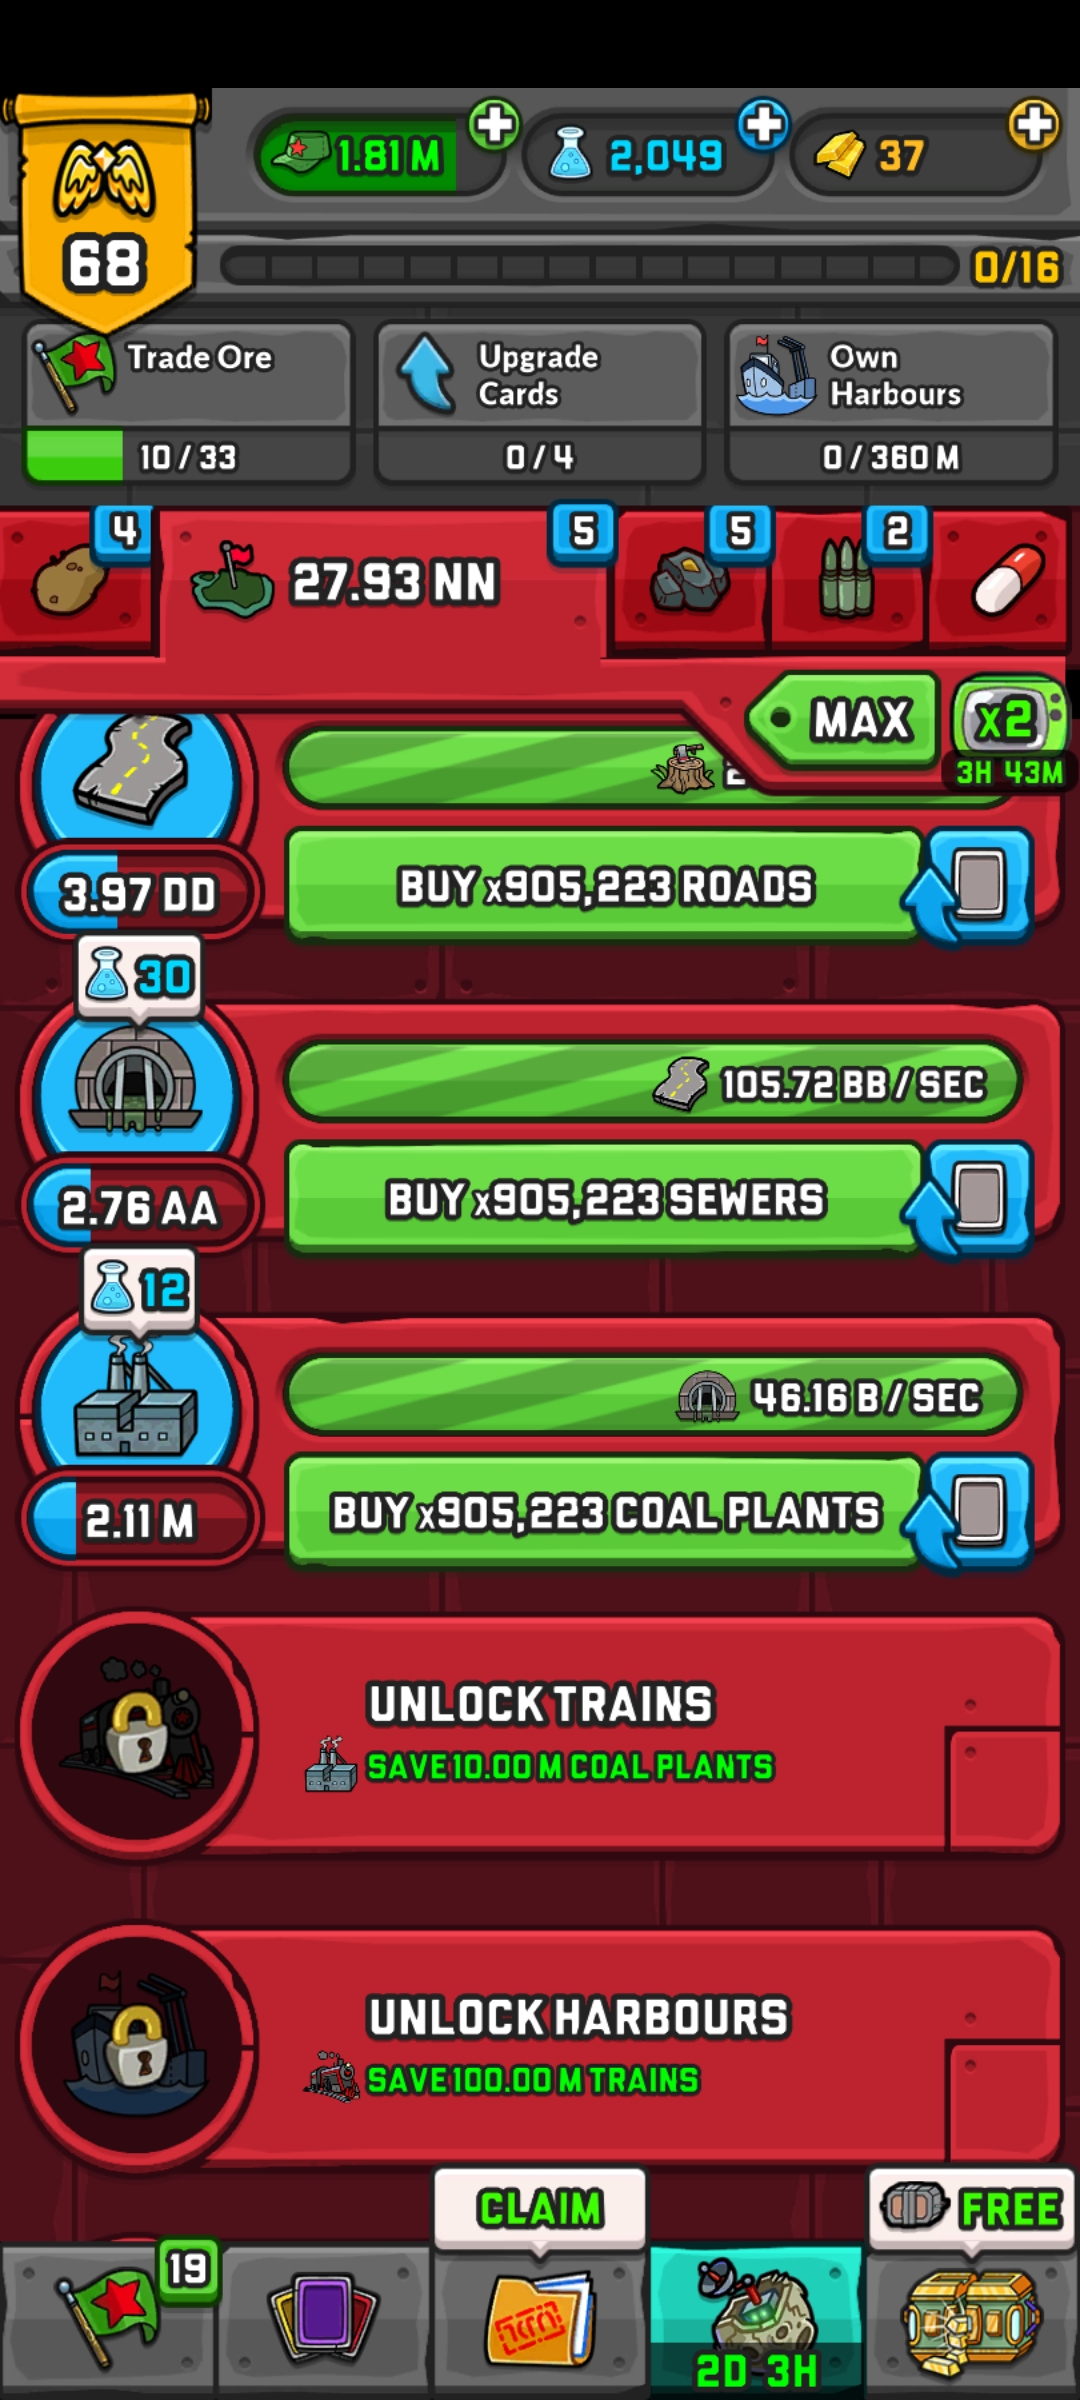 1.81 M
2,049
37
68
0/16
Trade Ore
10 / 33
Upgrade
Cards
0 / 4
Own
Harbours
0 / 360 M
4
27.93 NN
5
5
2
MAX
x2
3H 43M
BUY x905,223 ROADS
3.97 DD
30
105.72 BB / SEC
BUY x905,223 SEWERS
2.76 AA
12
46.16 B / SEC
BUY x905,223 COAL PLANTS
2.11 M
UNLOCK TRAINS
SAVE 10.00 M COAL PLANTS
UNLOCK HARBOURS
SAVE 100.00 M TRAINS
CLAIM
FREE
19
2D 3H